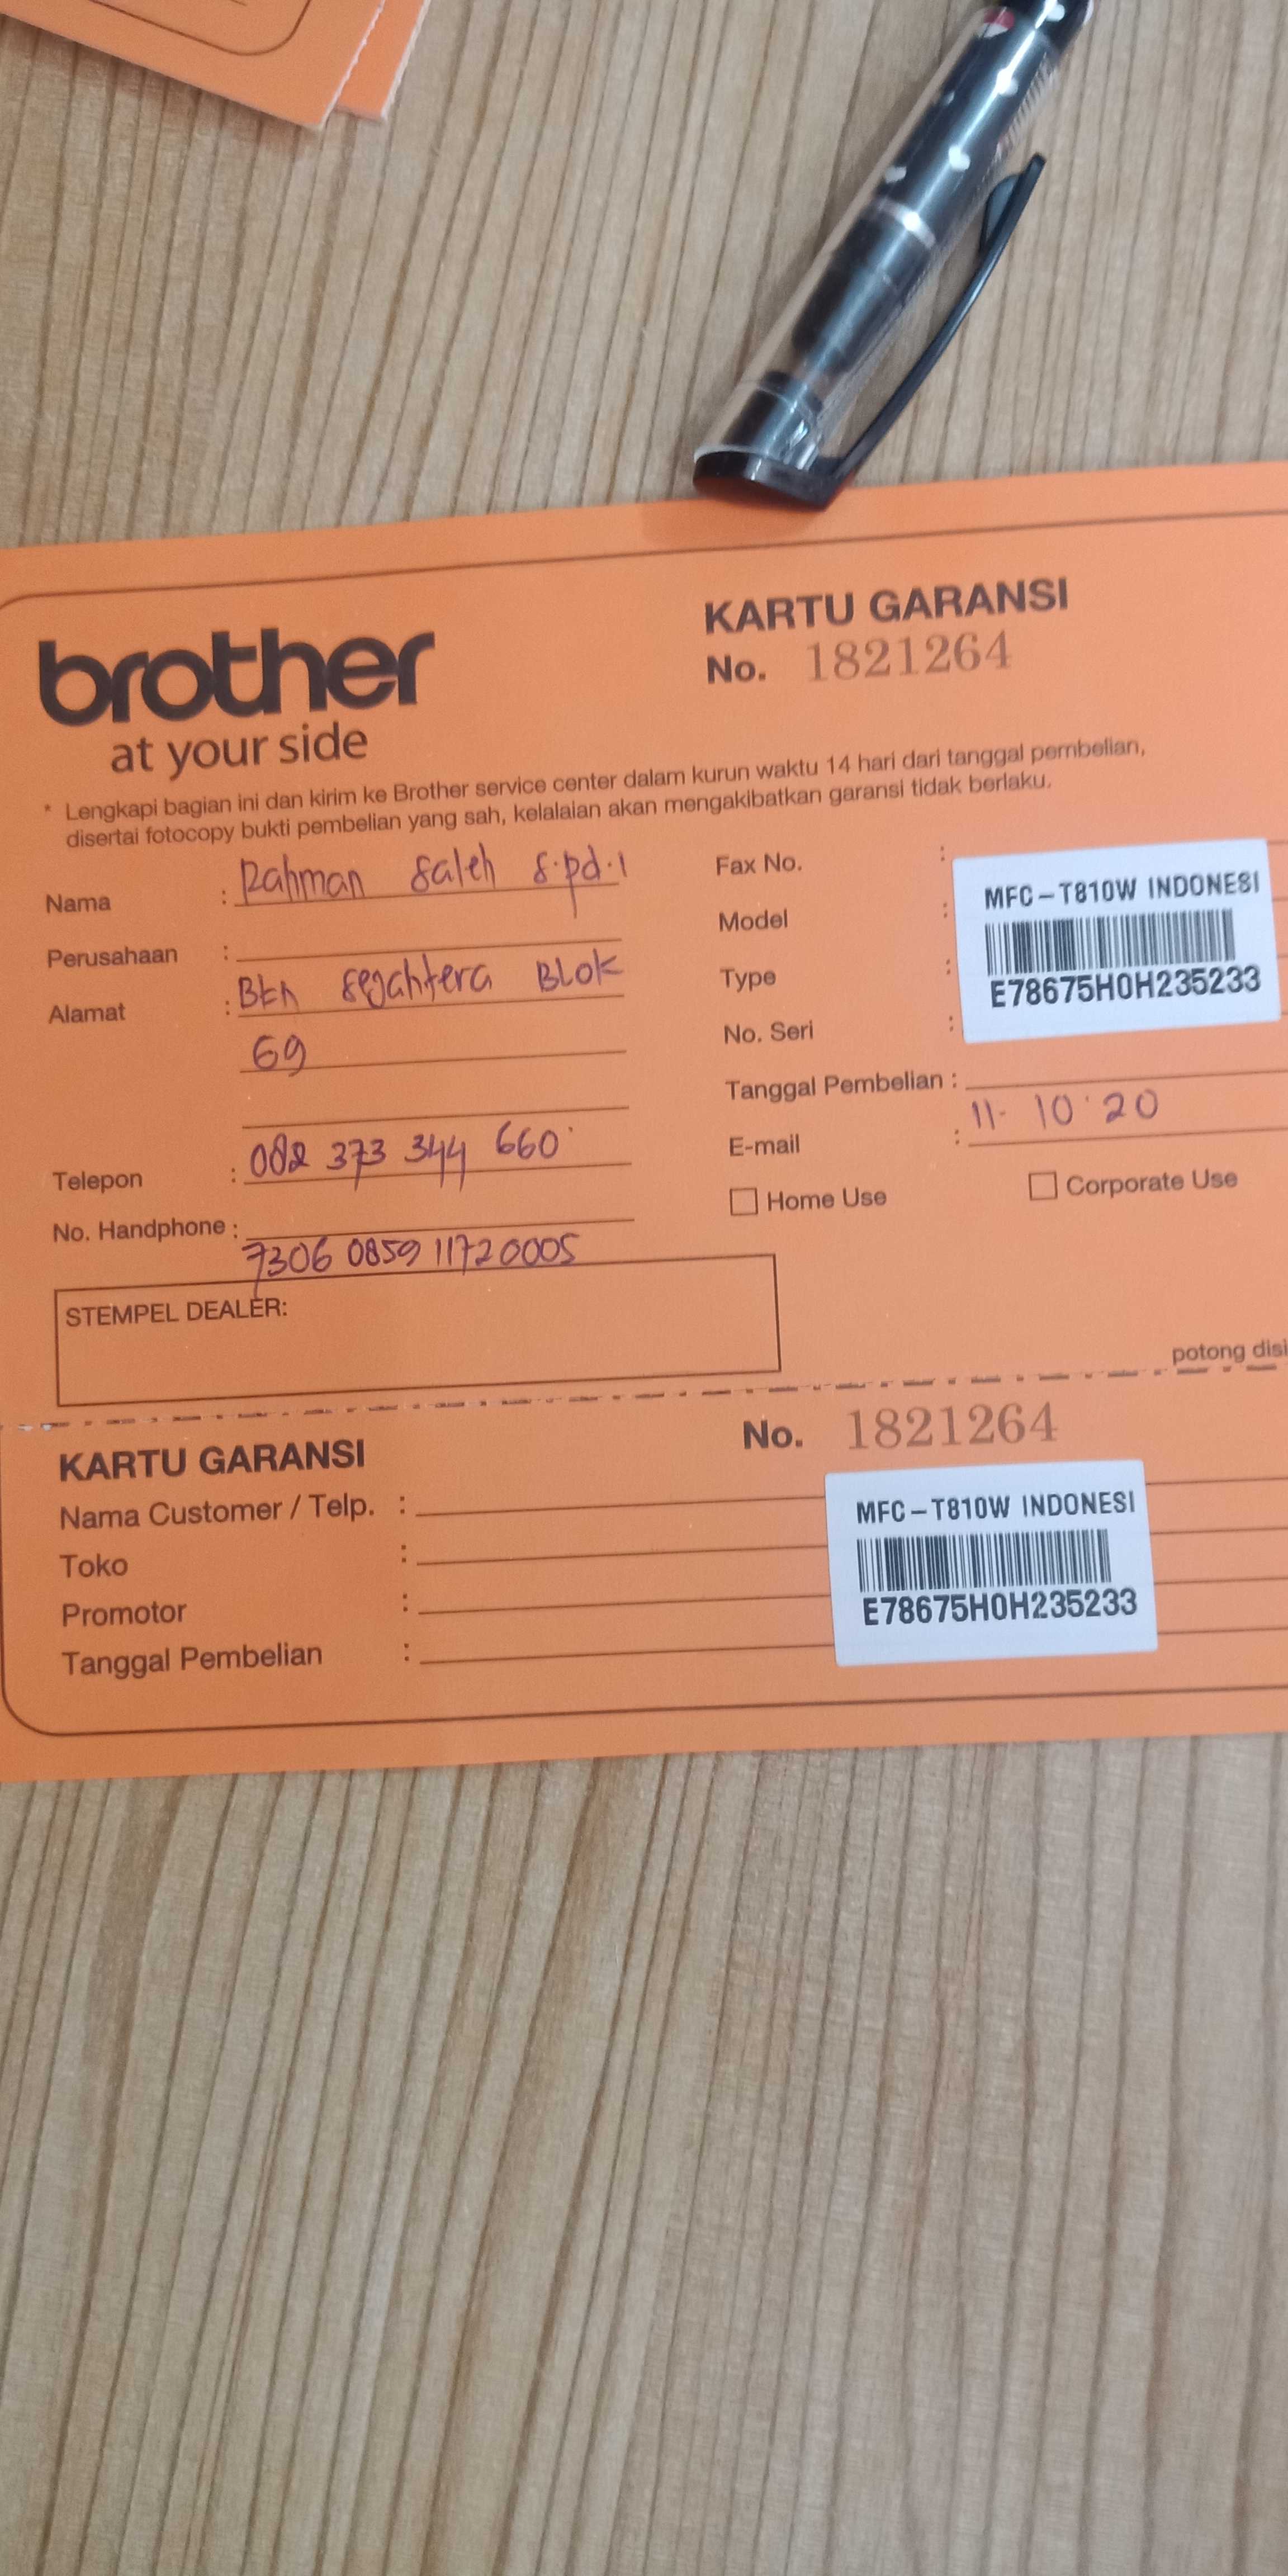 brother
at your side
KARTU GARANSI
No. 1821264
* Lengkapi bagian ini dan kirim ke Brother service center dalam kurun waktu 14 hari dari tanggal pembelian,
disertai fotocopy bukti pembelian yang sah, kelalaian akan mengakibatkan garansi tidak berlaku.
Nama : Rahman Saleh S.pd.I
Perusahaan :
Alamat : Btn Sejahtera Blok
69
Telepon : 082 373 344 660
No. Handphone :
7306 0859 11720005
STEMPEL DEALER:
Fax No. :
Model :
Type :
No. Seri :
MFC-T810W INDONESI
E78675H0H235233
Tanggal Pembelian :
11- 10 20
E-mail :
Home Use
Corporate Use
potong disi
KARTU GARANSI
No. 1821264
Nama Customer / Telp. :
Toko :
Promotor :
Tanggal Pembelian :
MFC-T810W INDONESI
E78675H0H235233